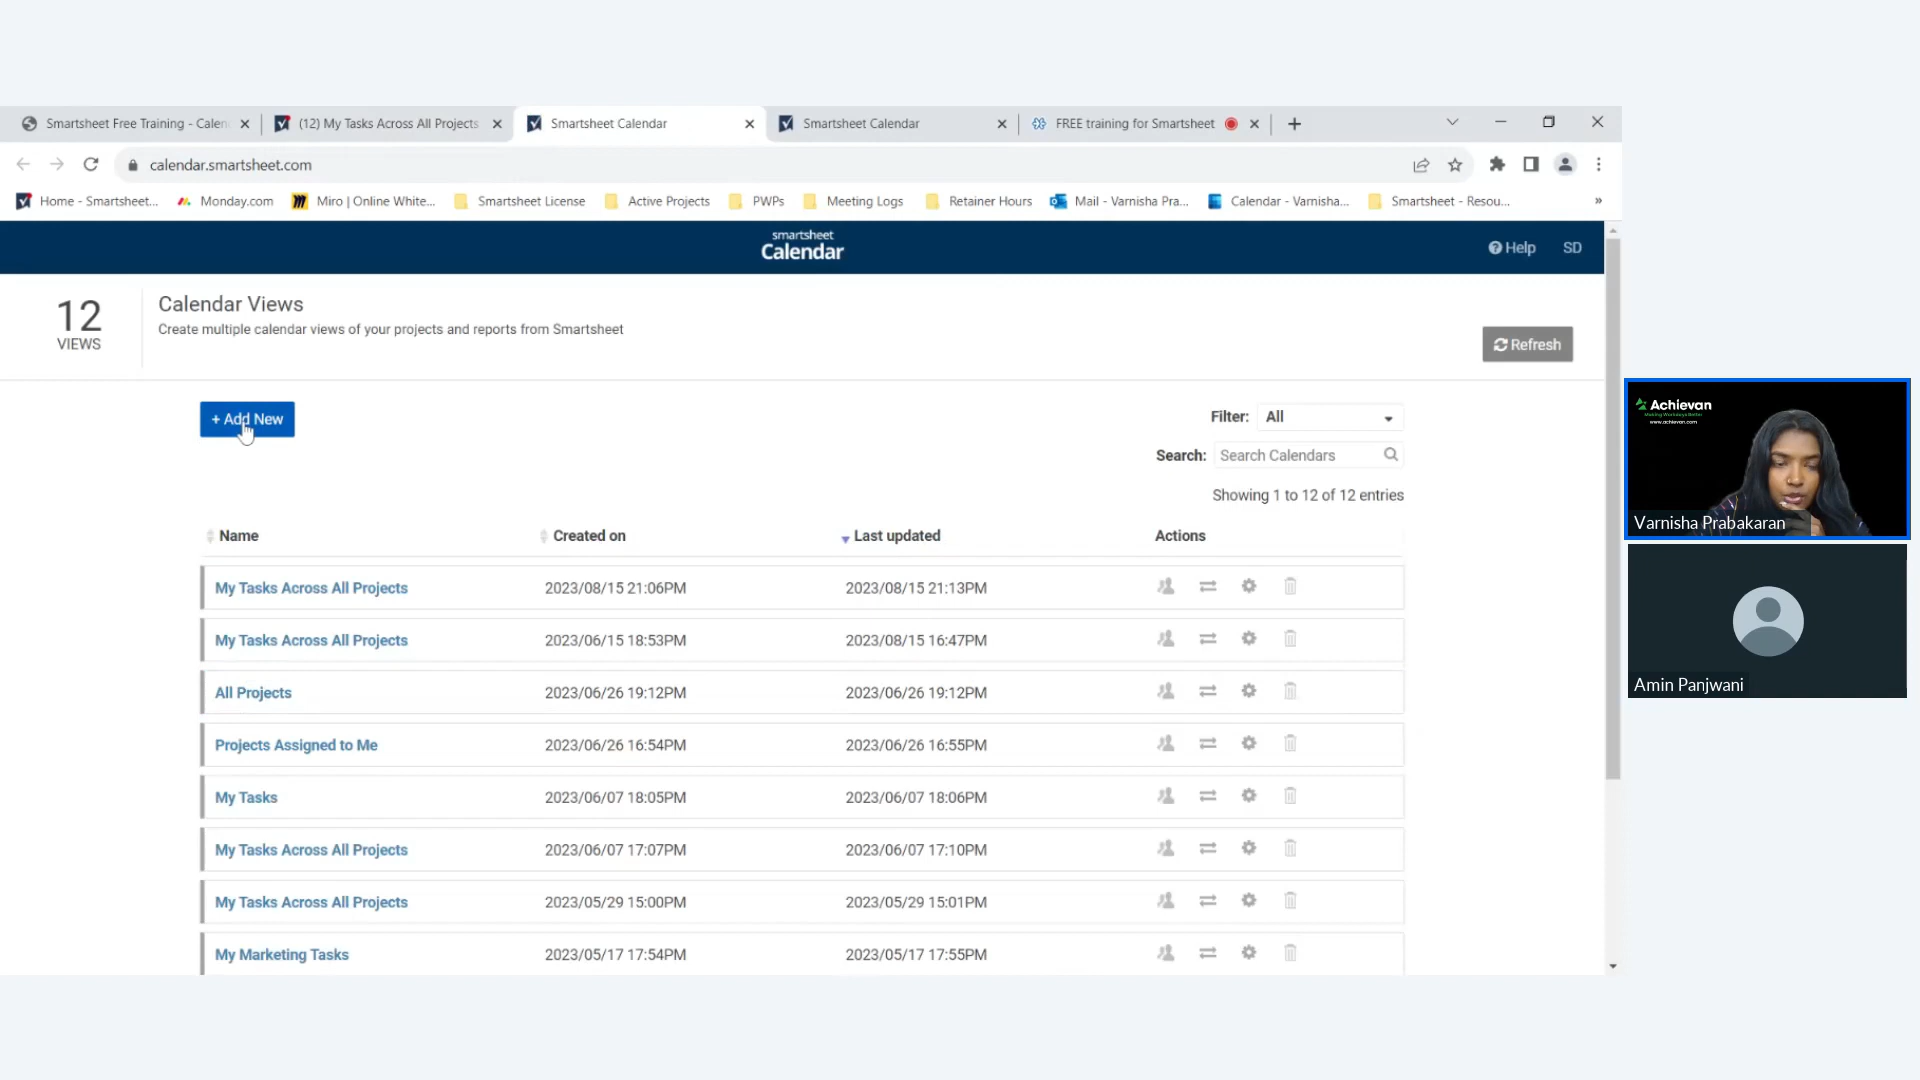 Smartsheet Free Training - Calen
(12) My Tasks Across All Projects
Smartsheet Calendar
Smartsheet Calendar
FREE training for Smartsheet
calendar.smartsheet.com
Home - Smartsheet...
Monday.com
Miro | Online White...
Smartsheet License
Active Projects
PWPs
Meeting Logs
Retainer Hours
Mail - Varnisha Pra...
Calendar - Varnisha...
Smartsheet - Resou...
»
smartsheet
Calendar
Help
SD
12
VIEWS
Calendar Views
Create multiple calendar views of your projects and reports from Smartsheet
Refresh
+ Add New
Filter: All
Search: Search Calendars
Showing 1 to 12 of 12 entries
Name Created on Last updated Actions
My Tasks Across All Projects 2023/08/15 21:06PM 2023/08/15 21:13PM
My Tasks Across All Projects 2023/06/15 18:53PM 2023/08/15 16:47PM
All Projects 2023/06/26 19:12PM 2023/06/26 19:12PM
Projects Assigned to Me 2023/06/26 16:54PM 2023/06/26 16:55PM
My Tasks 2023/06/07 18:05PM 2023/06/07 18:06PM
My Tasks Across All Projects 2023/06/07 17:07PM 2023/06/07 17:10PM
My Tasks Across All Projects 2023/05/29 15:00PM 2023/05/29 15:01PM
My Marketing Tasks 2023/05/17 17:54PM 2023/05/17 17:55PM
Achievan
Making Workdays Better
www.achievan.com
Varnisha Prabakaran
Amin Panjwani